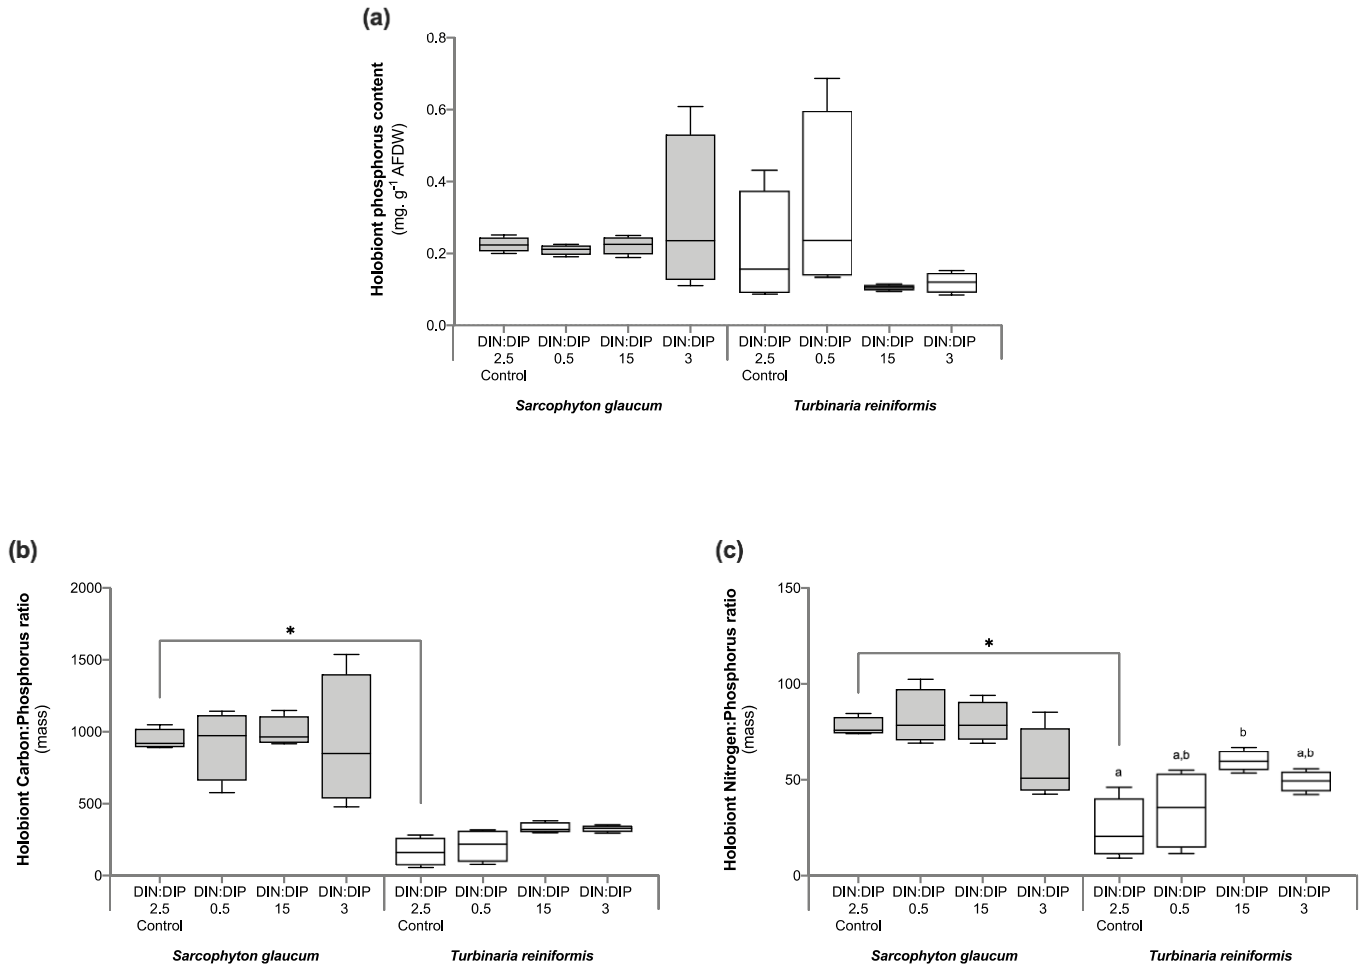 (a)
Holobiont phosphorus content
(mg. g-1 AFDW)
0.8
0.6
0.4
0.2
0.0
DIN:DIP DIN:DIP DIN:DIP DIN:DIP DIN:DIP DIN:DIP DIN:DIP DIN:DIP
2.5 0.5 15 3 2.5 0.5 15 3
Control Control
Sarcophyton glaucum Turbinaria reiniformis
(b)
Holobiont Carbon:Phosphorus ratio
(mass)
2000
1500
1000
500
0
*
DIN:DIP DIN:DIP DIN:DIP DIN:DIP DIN:DIP DIN:DIP DIN:DIP DIN:DIP
2.5 0.5 15 3 2.5 0.5 15 3
Control Control
Sarcophyton glaucum Turbinaria reiniformis
(c)
Holobiont Nitrogen:Phosphorus ratio
(mass)
150
100
50
0
*
a a,b b a,b
DIN:DIP DIN:DIP DIN:DIP DIN:DIP DIN:DIP DIN:DIP DIN:DIP DIN:DIP
2.5 0.5 15 3 2.5 0.5 15 3
Control Control
Sarcophyton glaucum Turbinaria reiniformis